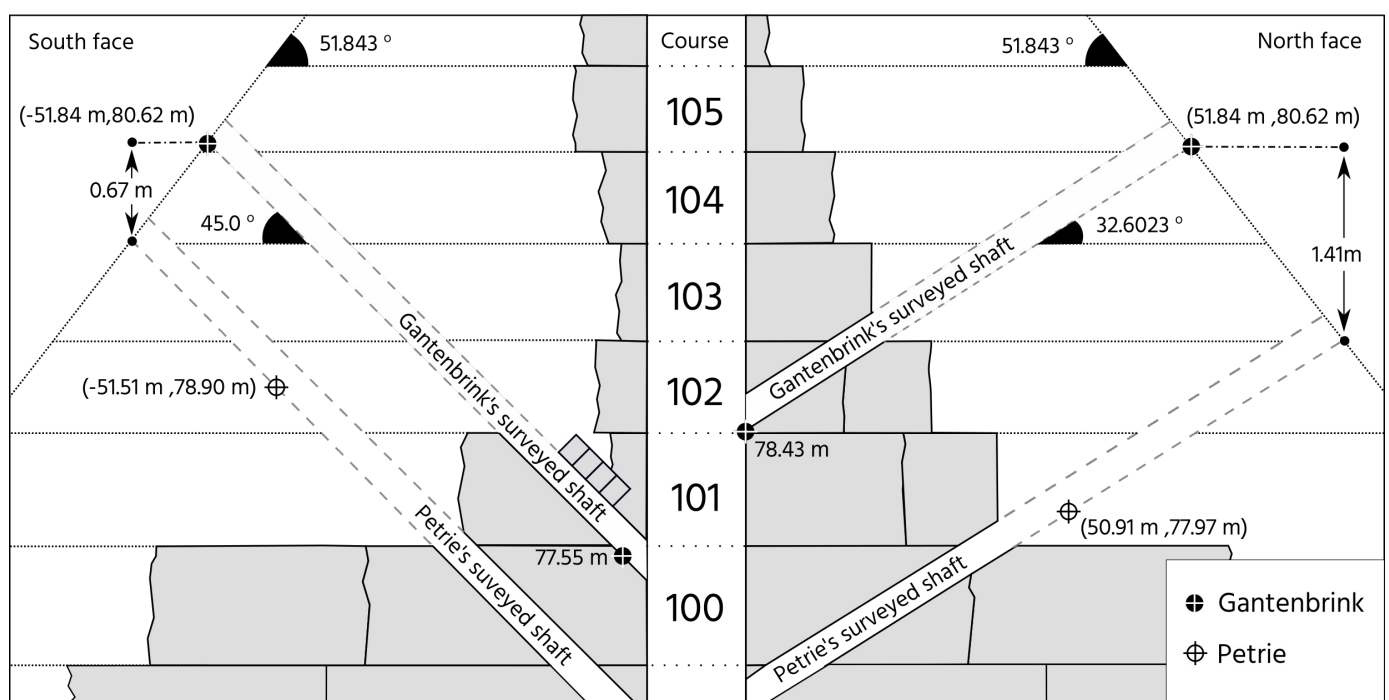 South face
51.843 °
Course
51.843 °
North face
(-51.84 m,80.62 m)
105
(51.84 m ,80.62 m)
0.67 m
104
45.0 °
32.6023 °
1.41m
103
Gantenbrink's surveyed shaft
Gantenbrink's surveyed shaft
(-51.51 m ,78.90 m)
102
78.43 m
101
Petrie's suveyed shaft
(50.91 m ,77.97 m)
77.55 m
100
Petrie's surveyed shaft
Gantenbrink
Petrie